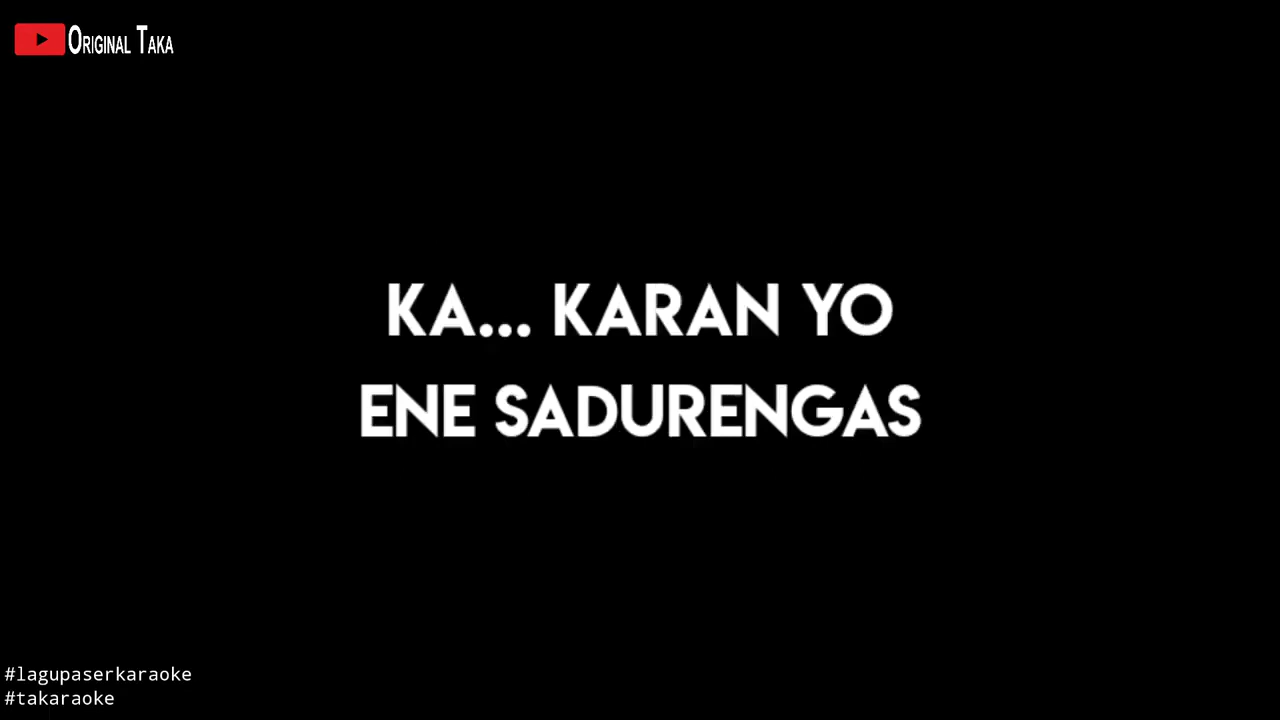 Original Taka
KA... KARAN YO
ENE SADURENGAS
#lagupaserkaraoke
#takaraoke